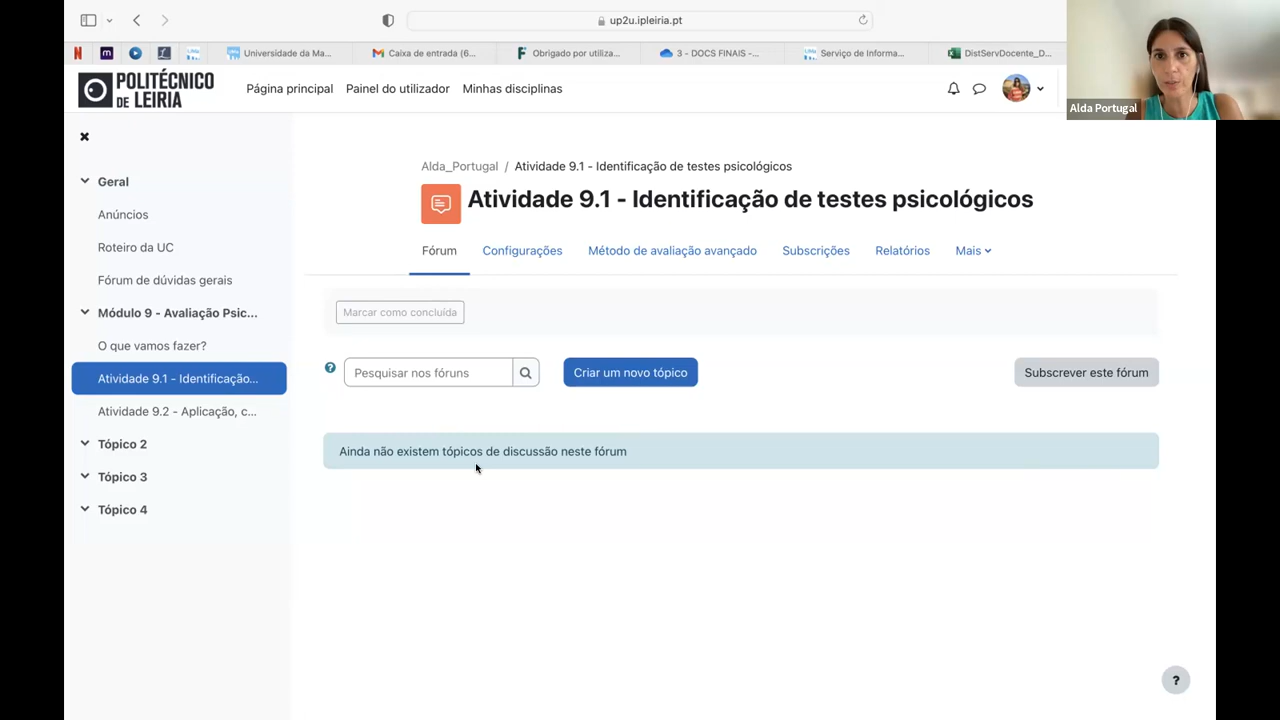 up2u.ipleiria.pt
Universidade da Ma...
Caixa de entrada (6...
Obrigado por utiliza...
3 - DOCS FINAIS -...
Serviço de Informa...
DistServDocente_D...
Alda Portugal
POLITÉCNICO
DE LEIRIA
Página principal
Painel do utilizador
Minhas disciplinas
Alda_Portugal / Atividade 9.1 - Identificação de testes psicológicos
Atividade 9.1 - Identificação de testes psicológicos
Fórum
Configurações
Método de avaliação avançado
Subscrições
Relatórios
Mais
Geral
Anúncios
Roteiro da UC
Fórum de dúvidas gerais
Módulo 9 - Avaliação Psic...
O que vamos fazer?
Atividade 9.1 - Identificação...
Atividade 9.2 - Aplicação, c...
Tópico 2
Tópico 3
Tópico 4
Marcar como concluída
Pesquisar nos fóruns
Criar um novo tópico
Subscrever este fórum
Ainda não existem tópicos de discussão neste fórum
?